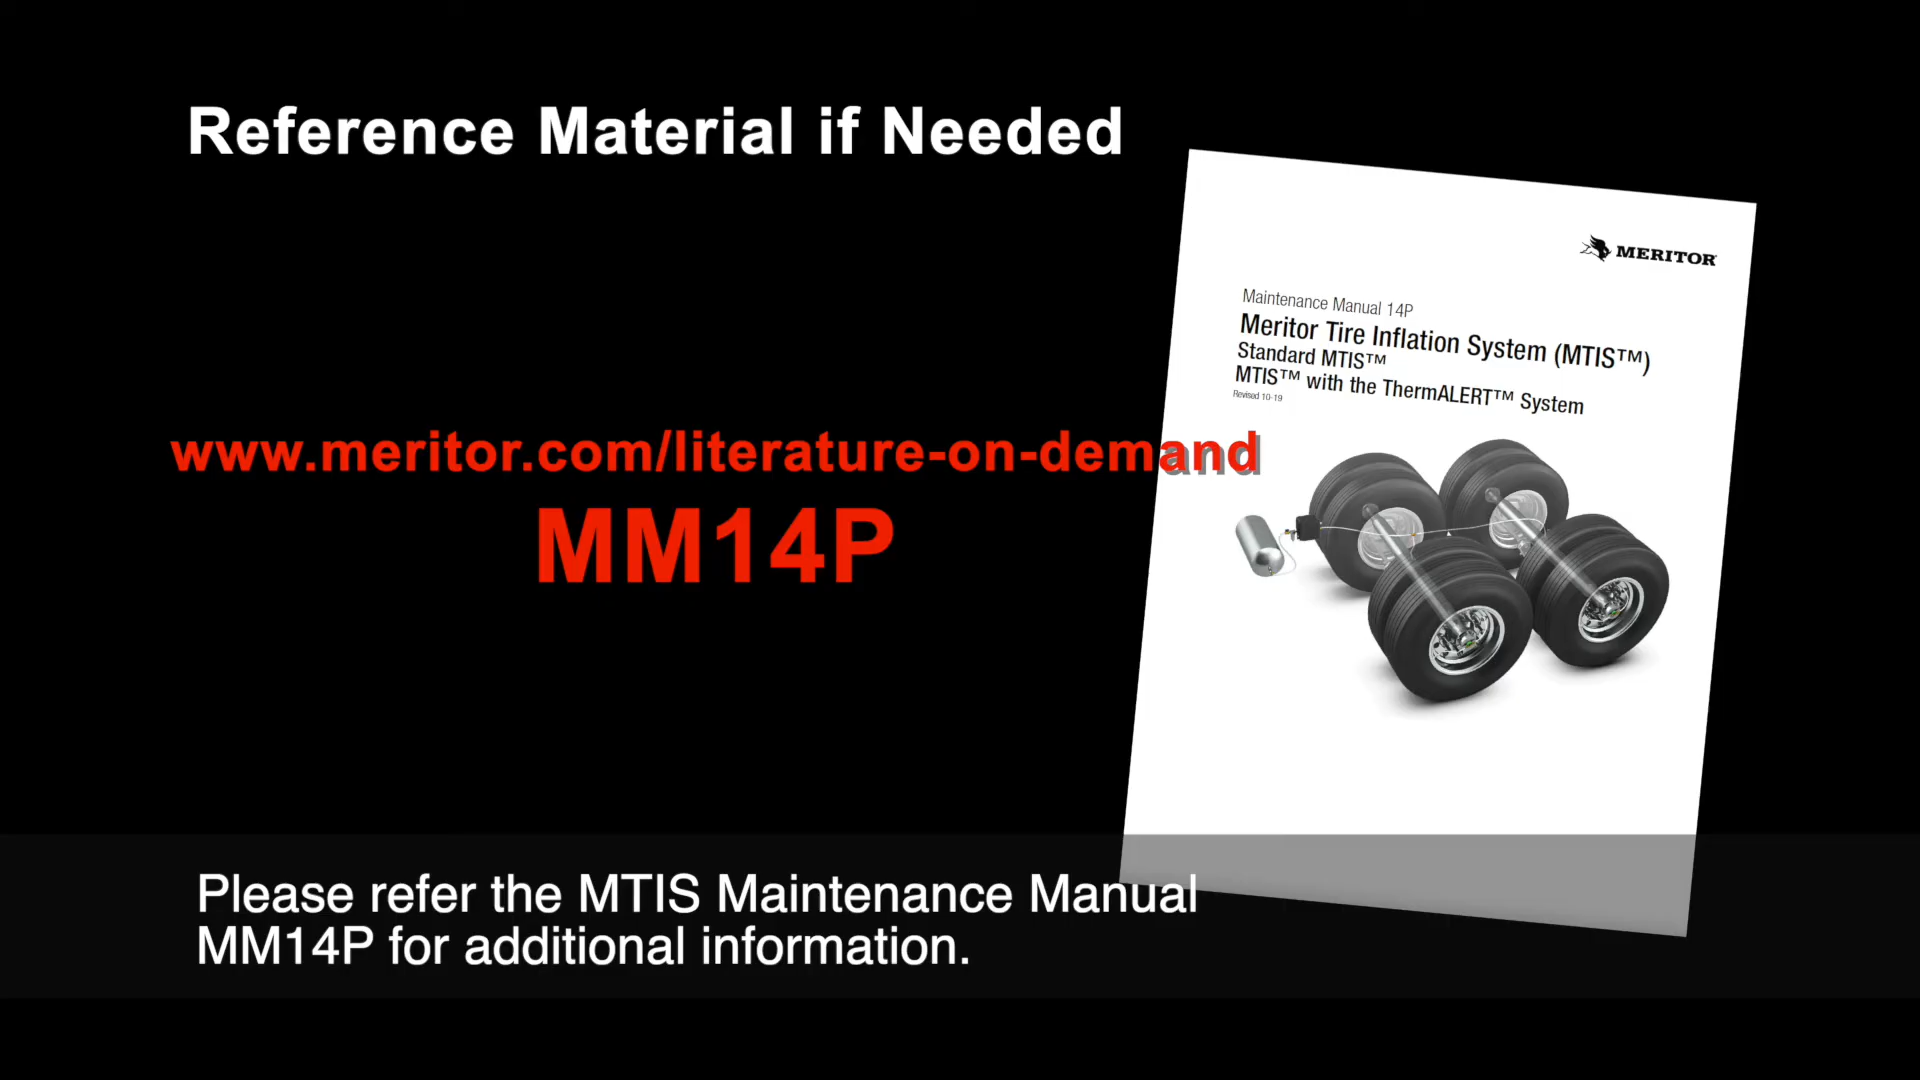 Reference Material if Needed
MERITOR
Maintenance Manual 14P
Meritor Tire Inflation System (MTIS™)
Standard MTIS™
MTIS™ with the ThermALERT™ System
Revised 10-19
www.meritor.com/literature-on-demand
MM14P
Please refer the MTIS Maintenance Manual
MM14P for additional information.